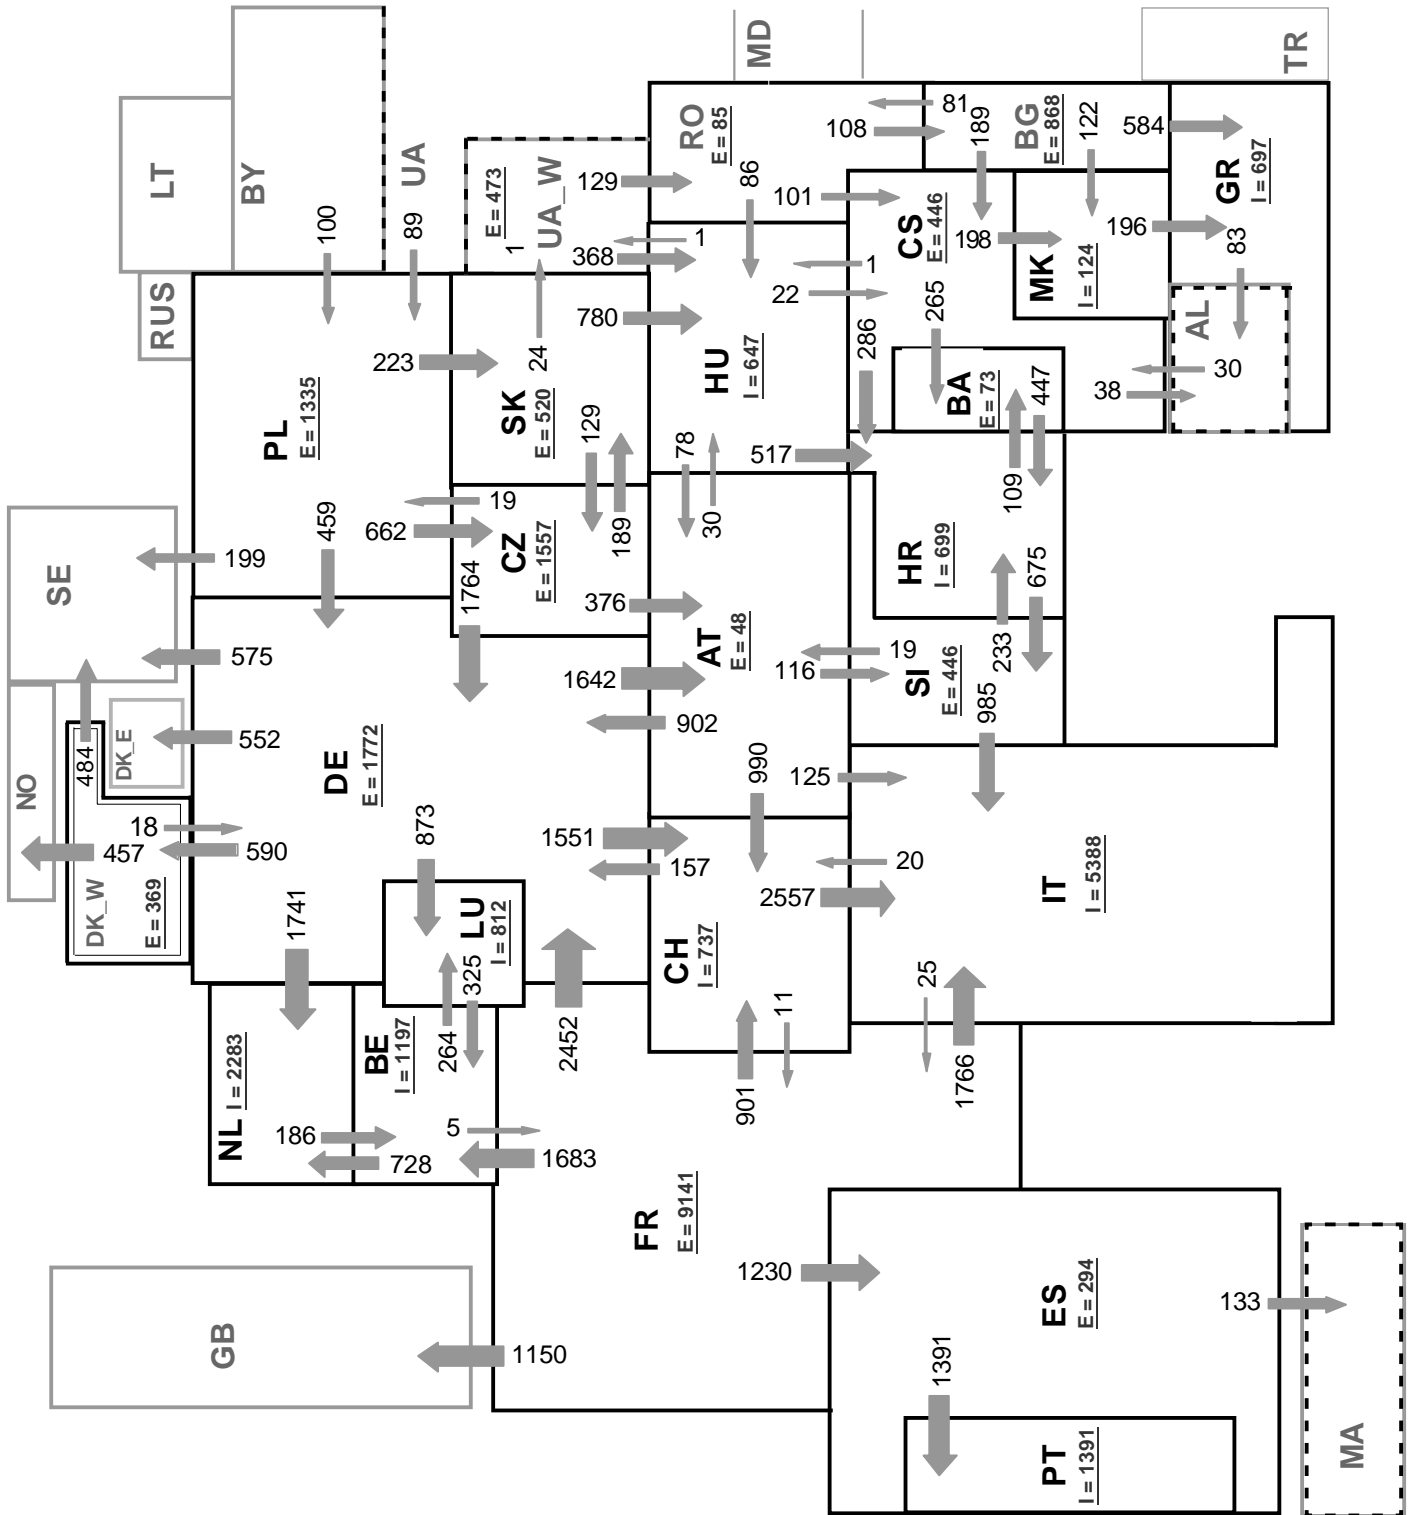 MD
TR
LT
BY
UA
RUS
100
89
E = 473
UA_W
1
129
368
1
RO
E = 85
108
81
86
101
189
BG
E = 868
122
584
GR
I = 697
CS
E = 446
198
196
83
MK
I = 124
1
22
265
286
AL
30
38
BA
E = 73
447
109
PL
E = 1335
223
24
780
SK
E = 520
129
189
HU
I = 647
78
30
517
459
19
662
CZ
E = 1557
1764
376
SE
199
575
484
NO
DK_E
552
18
457
590
DK_W
E = 369
DE
E = 1772
1642
902
AT
E = 48
HR
I = 699
233
675
19
116
SI
E = 446
985
990
125
873
1551
157
20
2557
IT
I = 5388
1741
LU
I = 812
325
264
2452
CH
I = 737
901
11
25
1766
NL
I = 2283
BE
I = 1197
186
728
5
1683
FR
E = 9141
1230
GB
1150
ES
E = 294
133
1391
PT
I = 1391
MA